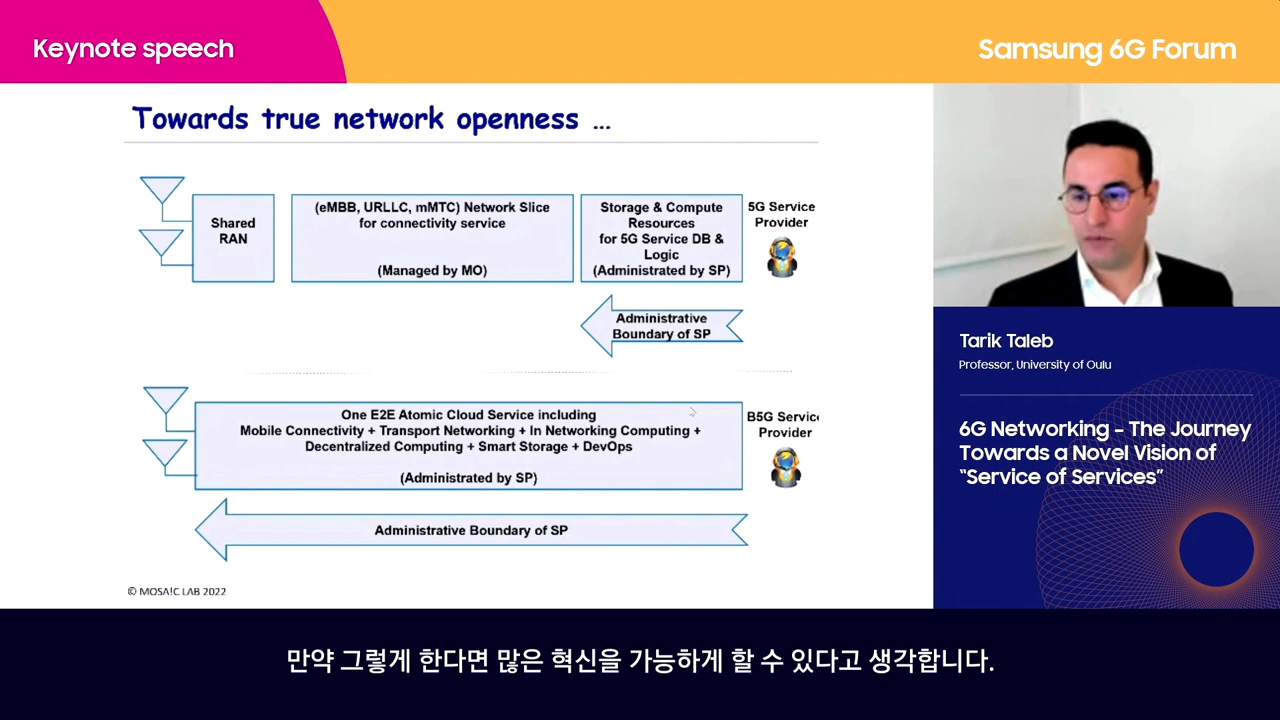 Keynote speech
Samsung 6G Forum
Towards true network openness ...
Shared
RAN
(eMBB, URLLC, mMTC) Network Slice
for connectivity service
(Managed by MO)
Storage & Compute
Resources
for 5G Service DB &
Logic
(Administrated by SP)
5G Service
Provider
Administrative
Boundary of SP
One E2E Atomic Cloud Service including
Mobile Connectivity + Transport Networking + In Networking Computing +
Decentralized Computing + Smart Storage + DevOps
(Administrated by SP)
B5G Service
Provider
Administrative Boundary of SP
© MOSA!C LAB 2022
Tarik Taleb
Professor, University of Oulu
6G Networking – The Journey
Towards a Novel Vision of
“Service of Services”
만약 그렇게 한다면 많은 혁신을 가능하게 할 수 있다고 생각합니다.